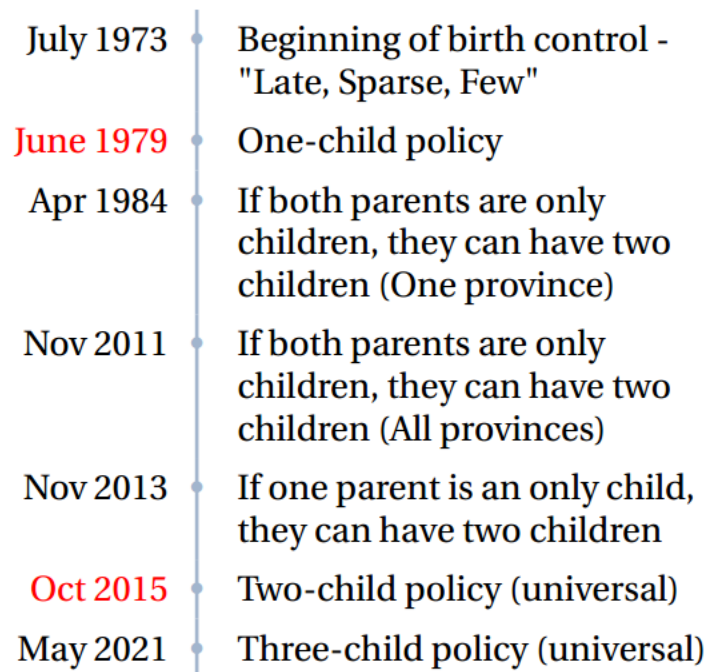 July 1973 Beginning of birth control -
"Late, Sparse, Few"
June 1979 One-child policy
Apr 1984 If both parents are only
children, they can have two
children (One province)
Nov 2011 If both parents are only
children, they can have two
children (All provinces)
Nov 2013 If one parent is an only child,
they can have two children
Oct 2015 Two-child policy (universal)
May 2021 Three-child policy (universal)